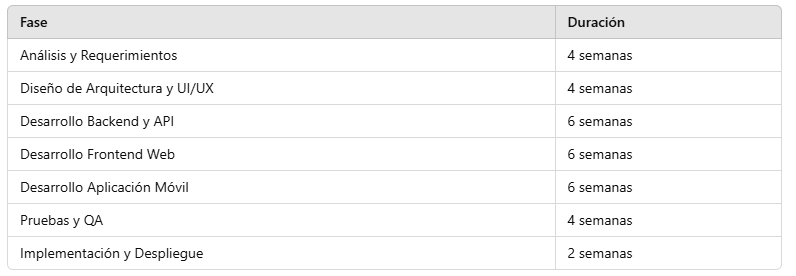 Fase Duración
Análisis y Requerimientos 4 semanas
Diseño de Arquitectura y UI/UX 4 semanas
Desarrollo Backend y API 6 semanas
Desarrollo Frontend Web 6 semanas
Desarrollo Aplicación Móvil 6 semanas
Pruebas y QA 4 semanas
Implementación y Despliegue 2 semanas